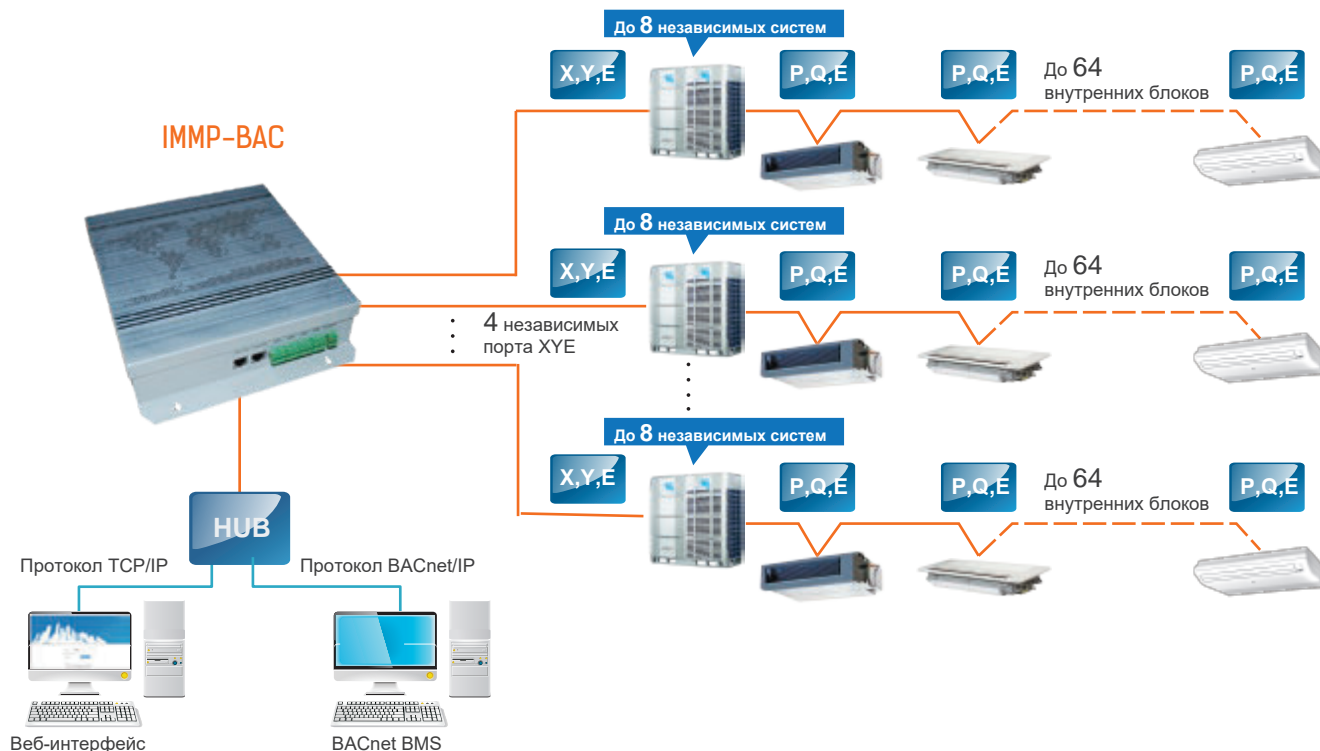 До 8 независимых систем
X,Y,E
P,Q,E
P,Q,E
До 64
внутренних блоков
P,Q,E
IMMP-BAC
До 8 независимых систем
X,Y,E
P,Q,E
P,Q,E
До 64
внутренних блоков
P,Q,E
4 независимых
порта XYE
До 8 независимых систем
X,Y,E
P,Q,E
P,Q,E
До 64
внутренних блоков
P,Q,E
HUB
Протокол TCP/IP
Протокол BACnet/IP
Веб-интерфейс
BACnet BMS